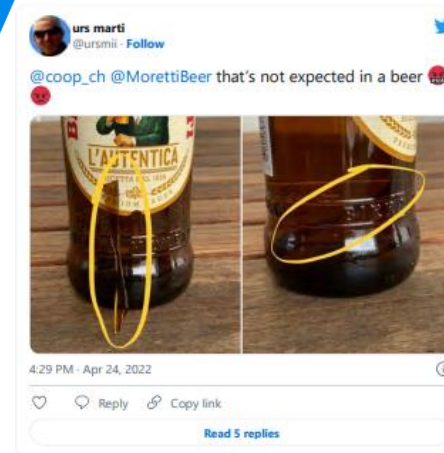 urs marti
@ursmii · Follow
@coop_ch @MorettiBeer that's not expected in a beer
L'AUTENTICA
4:29 PM · Apr 24, 2022
Reply
Copy link
Read 5 replies